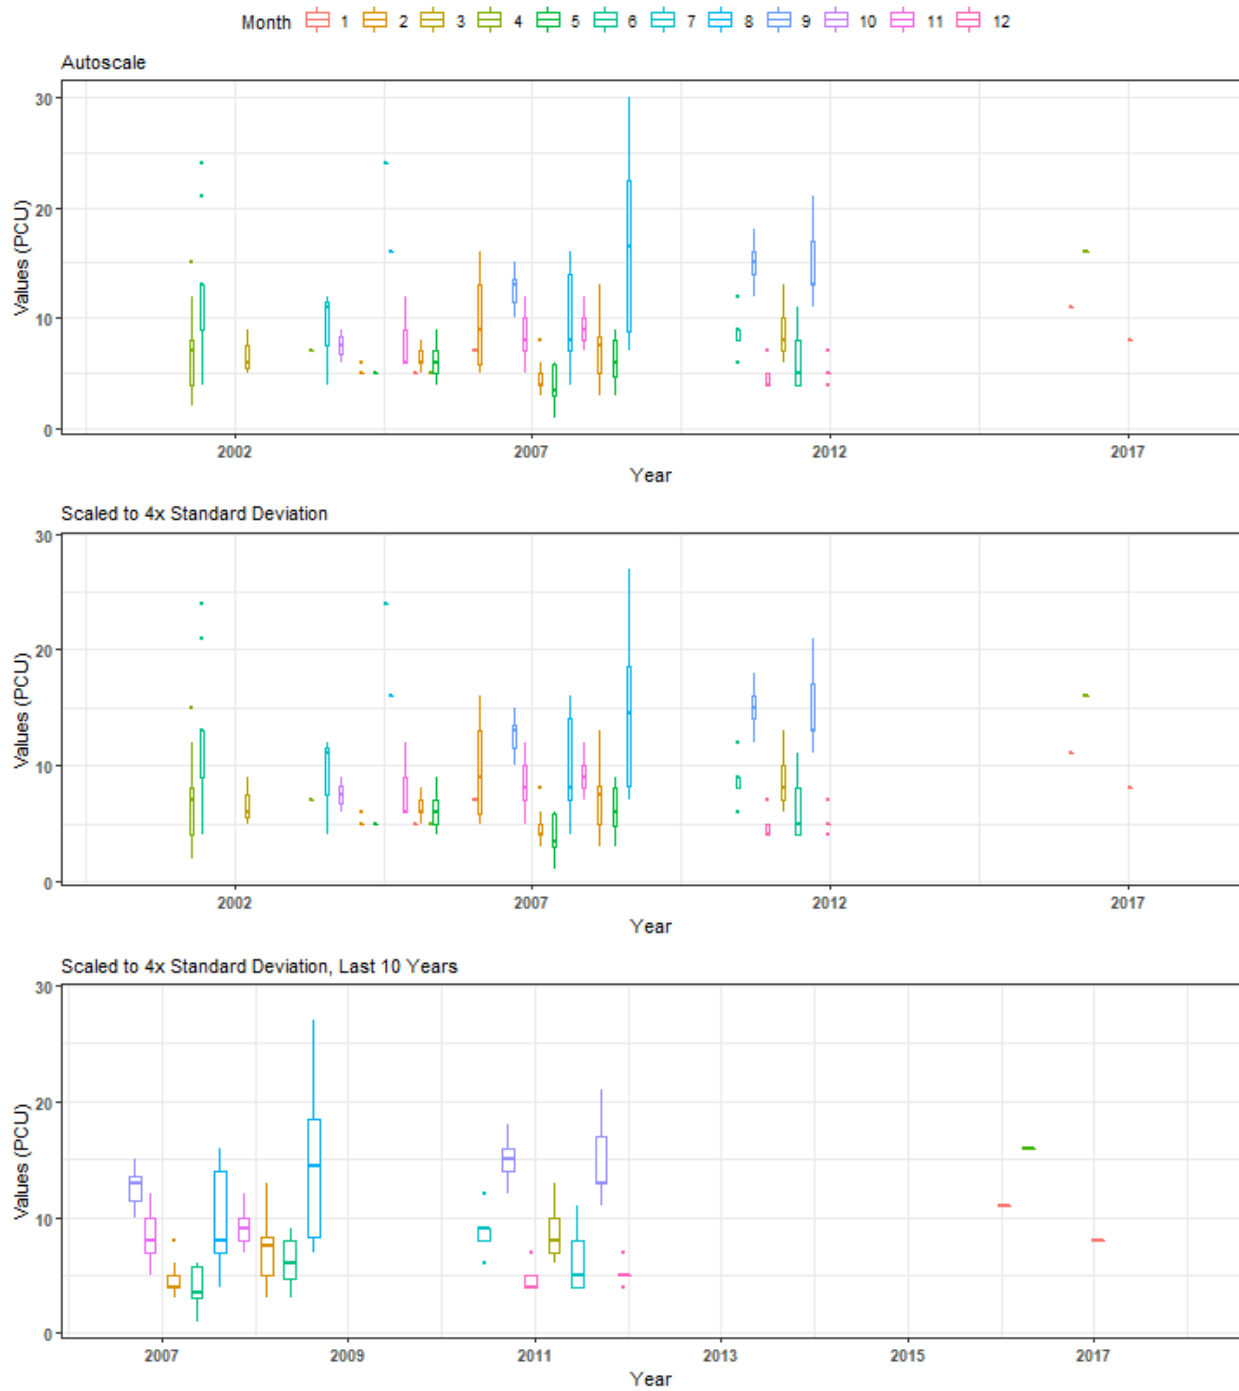 Month 1 2 3 4 5 6 7 8 9 10 11 12
Autoscale
Values (PCU)
30
20
10
0
2002 2007 2012 2017
Year
Scaled to 4x Standard Deviation
Values (PCU)
30
20
10
0
2002 2007 2012 2017
Year
Scaled to 4x Standard Deviation, Last 10 Years
Values (PCU)
30
20
10
0
2007 2009 2011 2013 2015 2017
Year